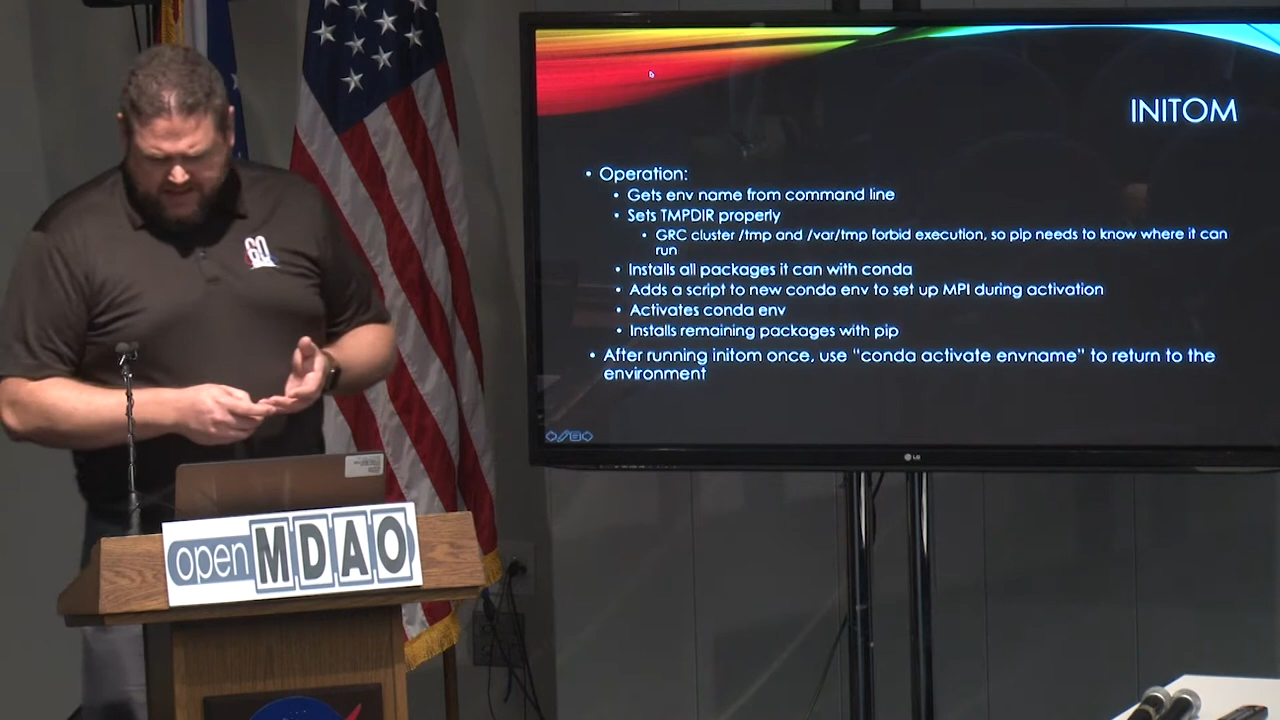 INITOM
• Operation:
• Gets env name from command line
• Sets TMPDIR properly
• GRC cluster /tmp and /var/tmp forbid execution, so pip needs to know where it can
run
• Installs all packages it can with conda
• Adds a script to new conda env to set up MPI during activation
• Activates conda env
• Installs remaining packages with pip
• After running initom once, use “conda activate envname” to return to the
environment
LG
60
openMDAO